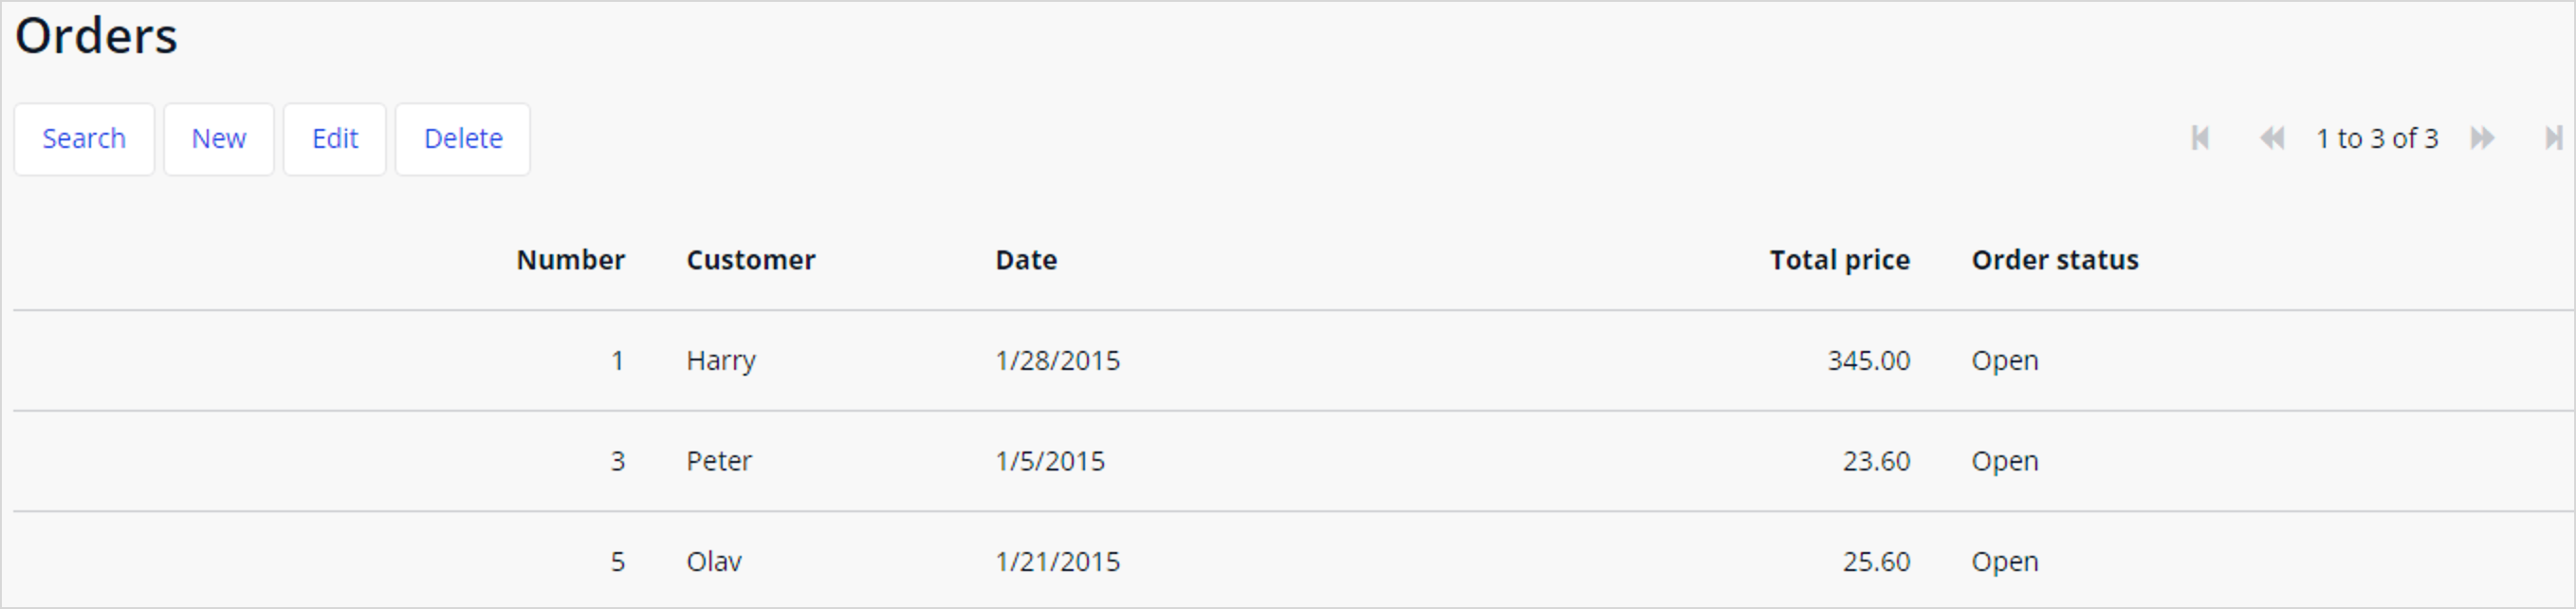 Orders
Search New Edit Delete 1 to 3 of 3
Number Customer Date Total price Order status
1 Harry 1/28/2015 345.00 Open
3 Peter 1/5/2015 23.60 Open
5 Olav 1/21/2015 25.60 Open